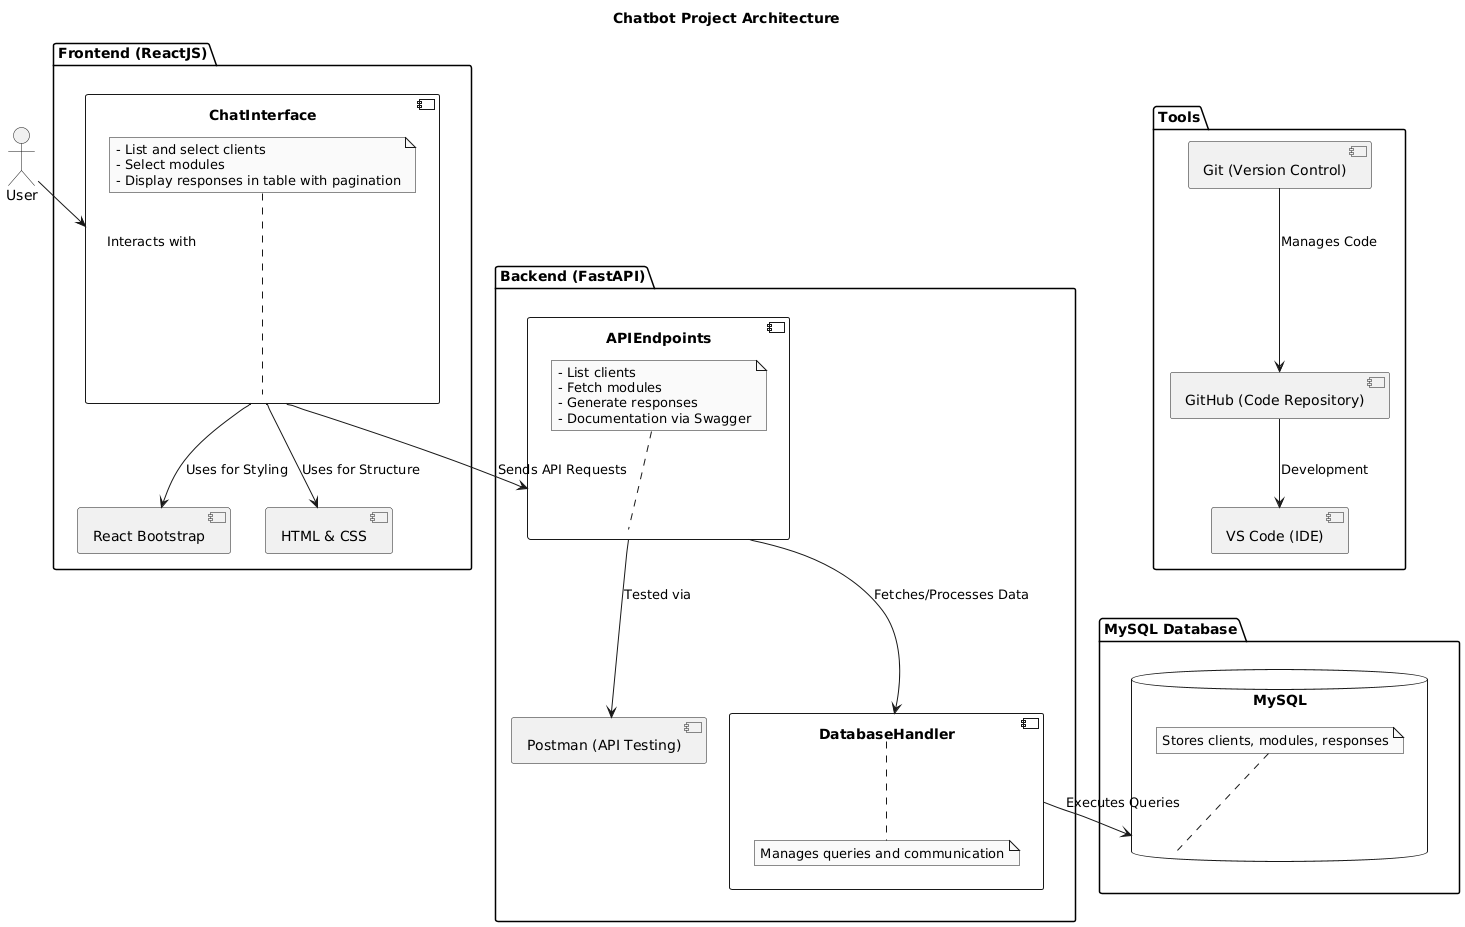 Chatbot Project Architecture
Frontend (ReactJS)
ChatInterface
- List and select clients
- Select modules
- Display responses in table with pagination
User
Interacts with
Uses for Styling
Uses for Structure
Sends API Requests
React Bootstrap
HTML & CSS
Backend (FastAPI)
APIEndpoints
- List clients
- Fetch modules
- Generate responses
- Documentation via Swagger
Tested via
Fetches/Processes Data
Postman (API Testing)
DatabaseHandler
Manages queries and communication
Executes Queries
Tools
Git (Version Control)
Manages Code
GitHub (Code Repository)
Development
VS Code (IDE)
MySQL Database
MySQL
Stores clients, modules, responses